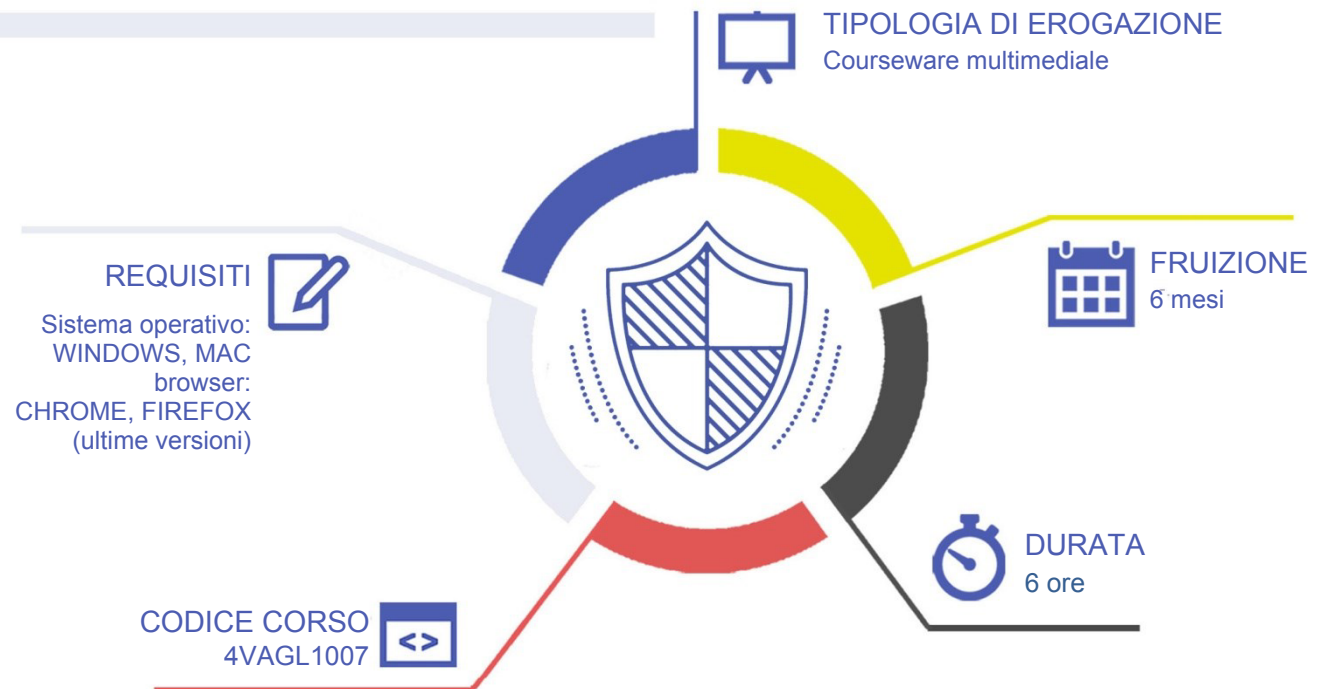 TIPOLOGIA DI EROGAZIONE
Courseware multimediale
REQUISITI
Sistema operativo:
WINDOWS, MAC
browser:
CHROME, FIREFOX
(ultime versioni)
FRUIZIONE
6 mesi
DURATA
6 ore
CODICE CORSO
4VAGL1007